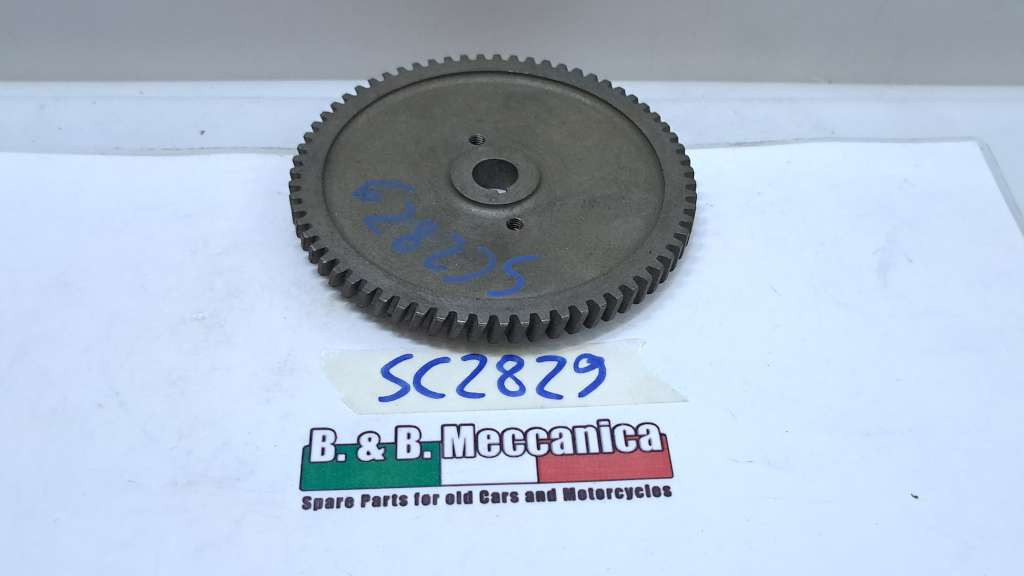 SC2829
SC2829
B. & B. Meccanica
Spare Parts for old Cars and Motorcycles